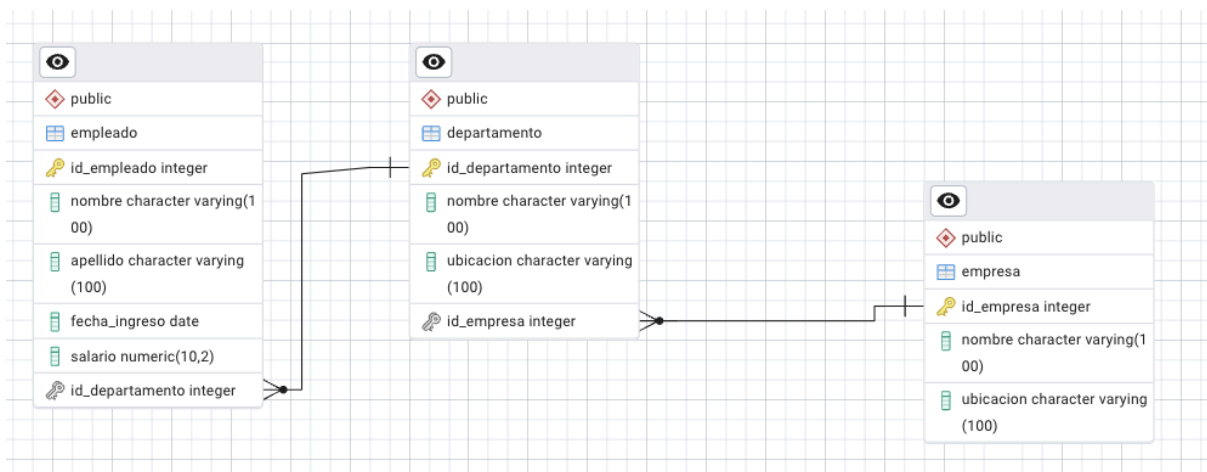 public
empleado
id_empleado integer
nombre character varying(1
00)
apellido character varying
(100)
fecha_ingreso date
salario numeric(10,2)
id_departamento integer
public
departamento
id_departamento integer
nombre character varying(1
00)
ubicacion character varying
(100)
id_empresa integer
public
empresa
id_empresa integer
nombre character varying(1
00)
ubicacion character varying
(100)